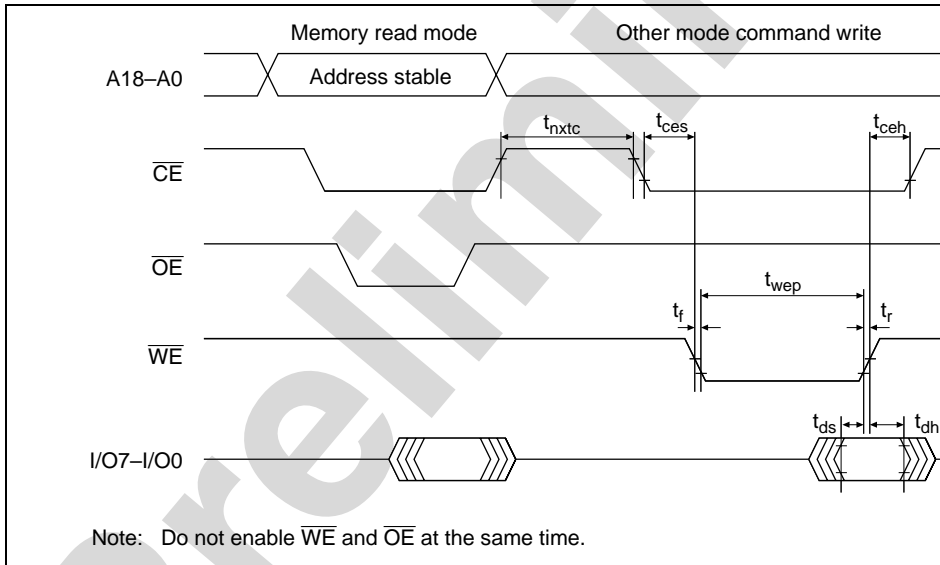 Memory read mode Other mode command write
A18–A0 Address stable
tnxtc tces tceh
CE
OE
twep
tf tr
WE
tds tdh
I/O7–I/O0
Note: Do not enable WE and OE at the same time.
Prelimi